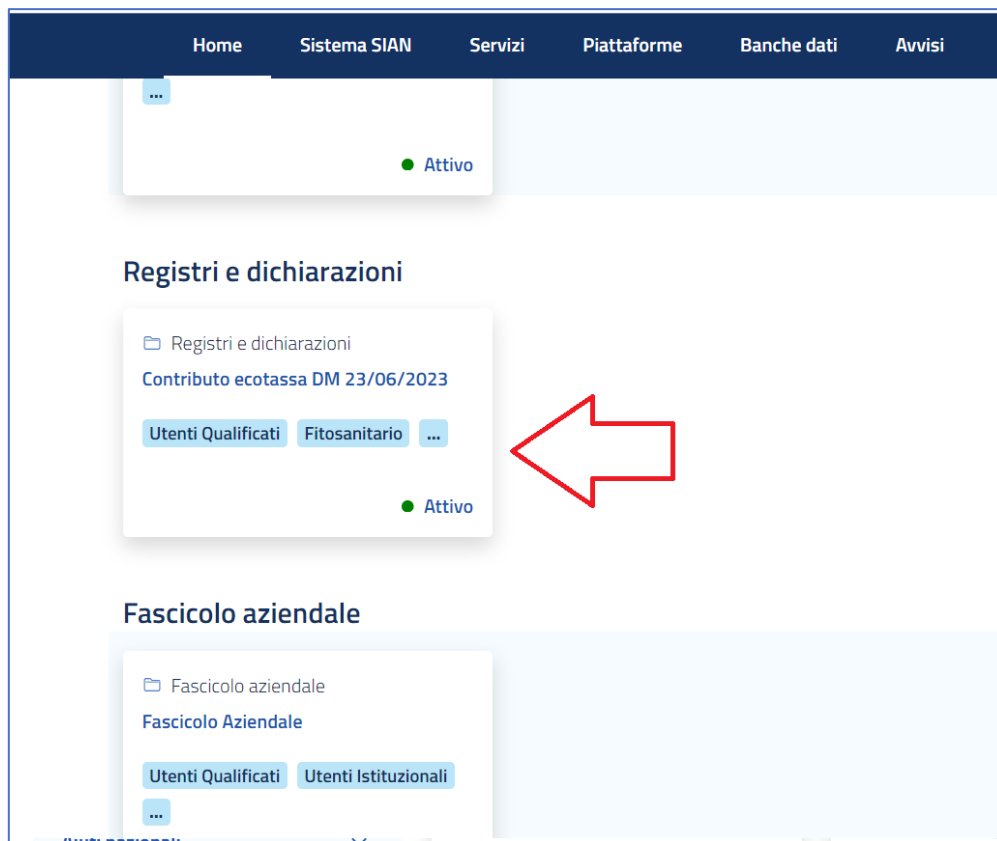 Home Sistema SIAN Servizi Piattaforme Banche dati Avvisi
...
Attivo
Registri e dichiarazioni
Registri e dichiarazioni
Contributo ecotassa DM 23/06/2023
Utenti Qualificati Fitosanitario ...
Attivo
Fascicolo aziendale
Fascicolo aziendale
Fascicolo Aziendale
Utenti Qualificati Utenti Istituzionali
...